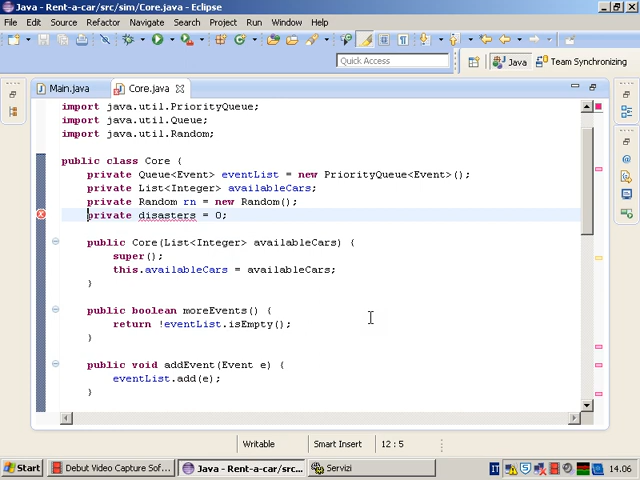 Java - Rent-a-car/src/sim/Core.java - Eclipse
File Edit Source Refactor Navigate Search Project Run Window Help
Quick Access
Java
Team Synchronizing
Main.java
Core.java
import java.util.PriorityQueue;
import java.util.Queue;
import java.util.Random;
public class Core {
private Queue<Event> eventList = new PriorityQueue<Event>();
private List<Integer> availableCars;
private Random rn = new Random();
private disasters = 0;
public Core(List<Integer> availableCars) {
super();
this.availableCars = availableCars;
}
public boolean moreEvents() {
return !eventList.isEmpty();
}
public void addEvent(Event e) {
eventList.add(e);
}
Writable
Smart Insert
12 : 5
Start
Debut Video Capture Sof...
Java - Rent-a-car/src...
Servizi
IT
14.06